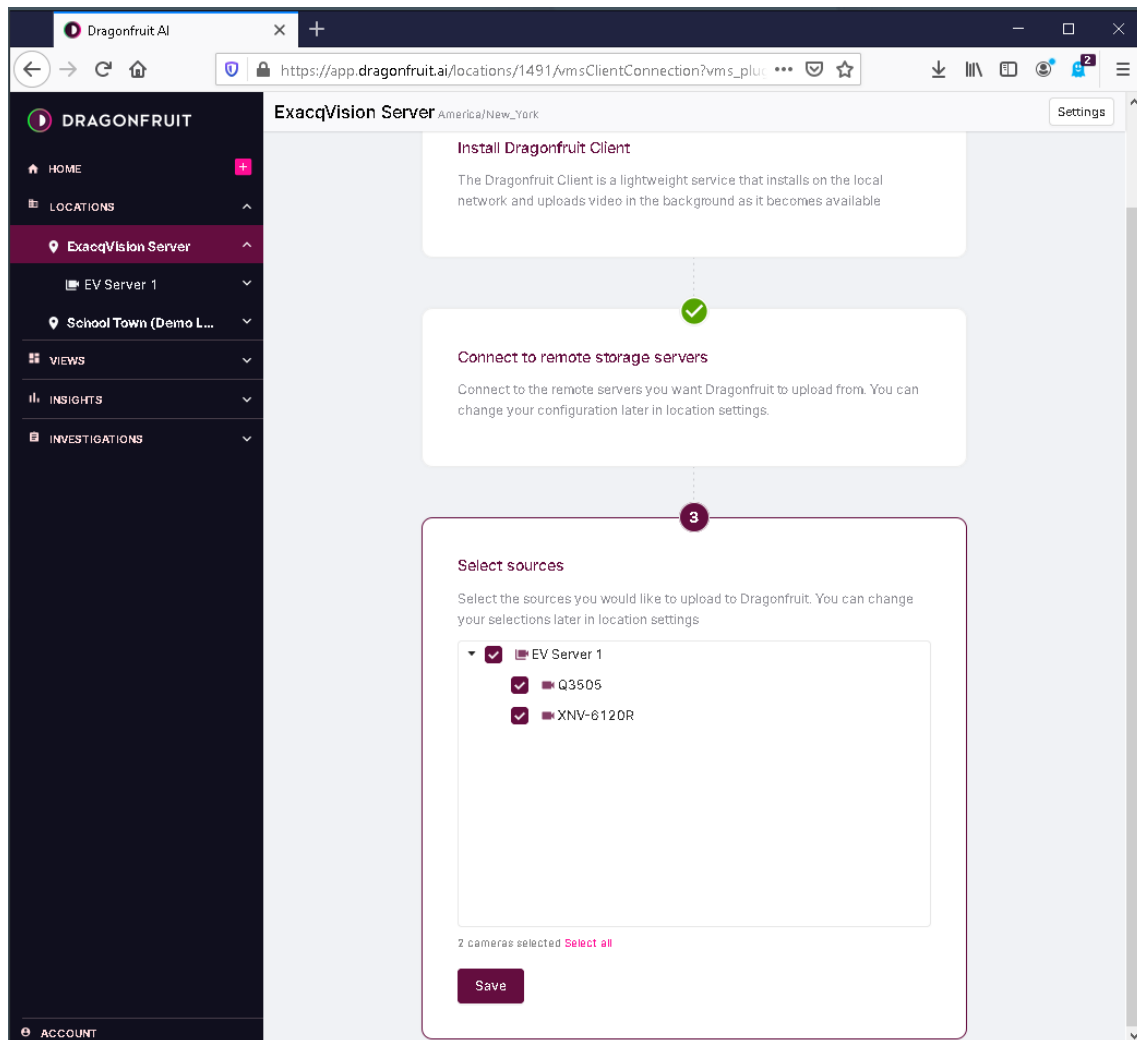 Dragonfruit AI
https://app.dragonfruit.ai/locations/1491/vmsClientConnection?vms_plu
2
DRAGONFRUIT
HOME
LOCATIONS
ExacqVision Server
EV Server 1
School Town (Demo L...
VIEWS
INSIGHTS
INVESTIGATIONS
ACCOUNT
ExacqVision Server America/New_York
Settings
Install Dragonfruit Client
The Dragonfruit Client is a lightweight service that installs on the local
network and uploads video in the background as it becomes available
Connect to remote storage servers
Connect to the remote servers you want Dragonfruit to upload from. You can
change your configuration later in location settings.
3
Select sources
Select the sources you would like to upload to Dragonfruit. You can change
your selections later in location settings
EV Server 1
Q3505
XNV-6120R
2 cameras selected Select all
Save